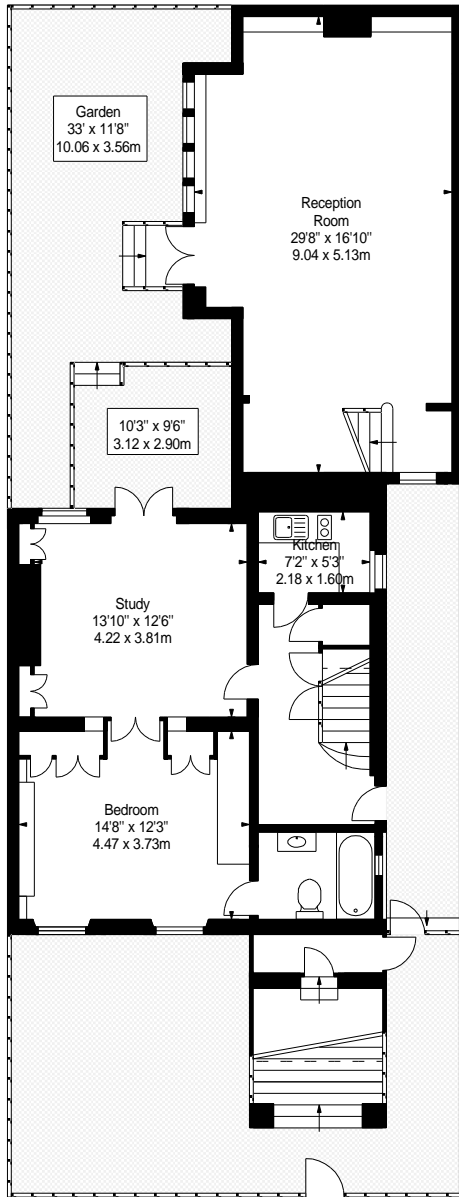 Garden
33' x 11'8"
10.06 x 3.56m
Reception
Room
29'8" x 16'10"
9.04 x 5.13m
10'3" x 9'6"
3.12 x 2.90m
Kitchen
7'2" x 5'3"
2.18 x 1.60m
Study
13'10" x 12'6"
4.22 x 3.81m
Bedroom
14'8" x 12'3"
4.47 x 3.73m